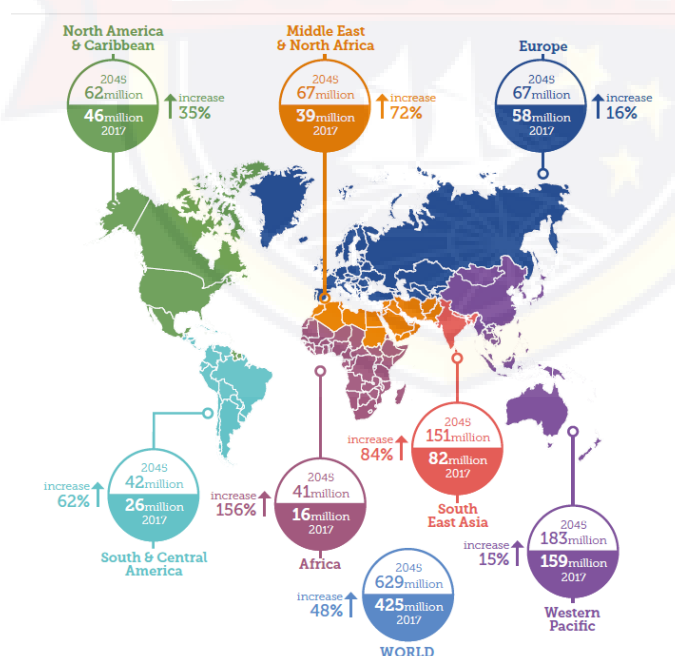 North America
& Caribbean
2045
62million
46million
2017
increase
35%
Middle East
& North Africa
2045
67million
39million
2017
increase
72%
Europe
2045
67million
58million
2017
increase
16%
increase
62%
2045
42million
26million
2017
South & Central
America
increase
156%
2045
41million
16million
2017
Africa
increase
84%
2045
151million
82million
2017
South
East Asia
increase
15%
2045
183million
159million
2017
Western
Pacific
increase
48%
2045
629million
425million
2017
WORLD